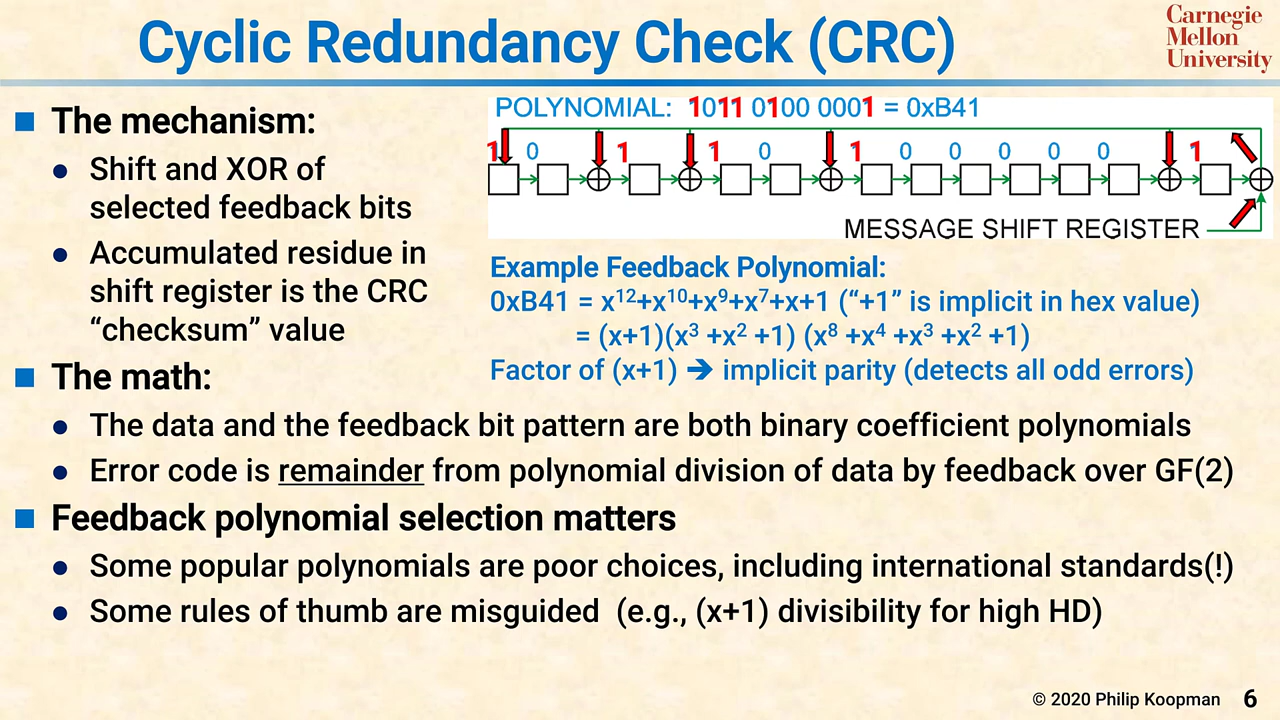 Cyclic Redundancy Check (CRC)
Carnegie
Mellon
University
■ The mechanism:
● Shift and XOR of
selected feedback bits
● Accumulated residue in
shift register is the CRC
“checksum” value
POLYNOMIAL: 1011 0100 0001 = 0xB41
1 0 1 1 0 1 0 0 0 0 0 1
MESSAGE SHIFT REGISTER
Example Feedback Polynomial:
0xB41 = x¹²+x¹⁰+x⁹+x⁷+x+1 (“+1” is implicit in hex value)
= (x+1)(x³ +x² +1) (x⁸ +x⁴ +x³ +x² +1)
Factor of (x+1) ➔ implicit parity (detects all odd errors)
■ The math:
● The data and the feedback bit pattern are both binary coefficient polynomials
● Error code is remainder from polynomial division of data by feedback over GF(2)
■ Feedback polynomial selection matters
● Some popular polynomials are poor choices, including international standards(!)
● Some rules of thumb are misguided (e.g., (x+1) divisibility for high HD)
© 2020 Philip Koopman 6